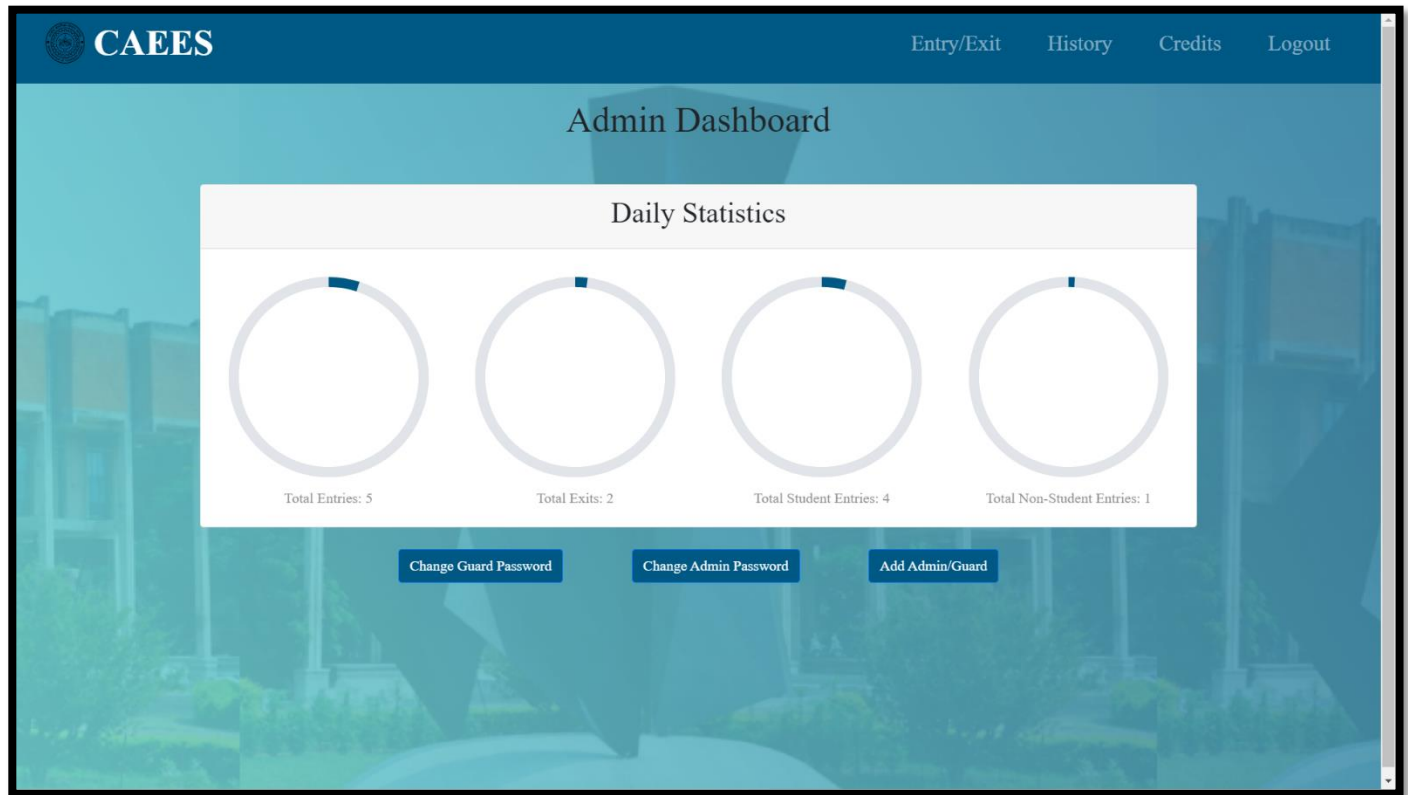 CAEES
Entry/Exit History Credits Logout
Admin Dashboard
Daily Statistics
Total Entries: 5
Total Exits: 2
Total Student Entries: 4
Total Non-Student Entries: 1
Change Guard Password
Change Admin Password
Add Admin/Guard